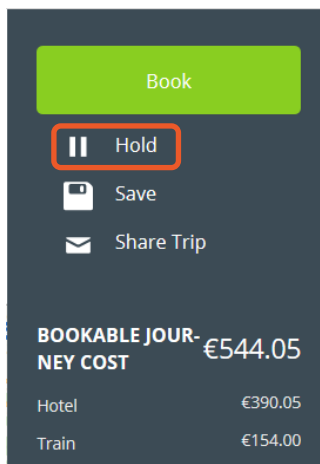 Book
Hold
Save
Share Trip
BOOKABLE JOUR-
NEY COST €544.05
Hotel €390.05
Train €154.00